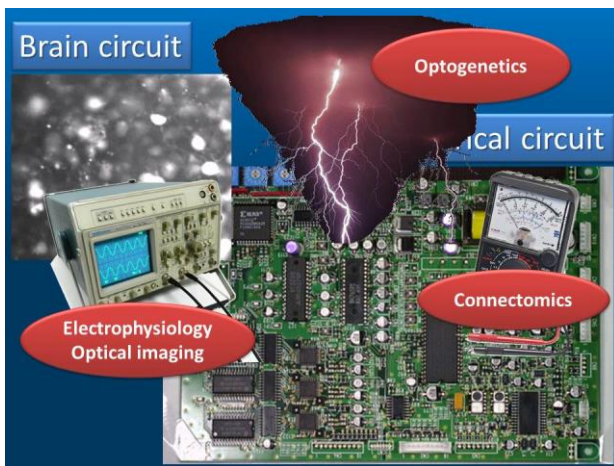 Brain circuit
Optogenetics
rical circuit
Connectomics
Electrophysiology
Optical imaging